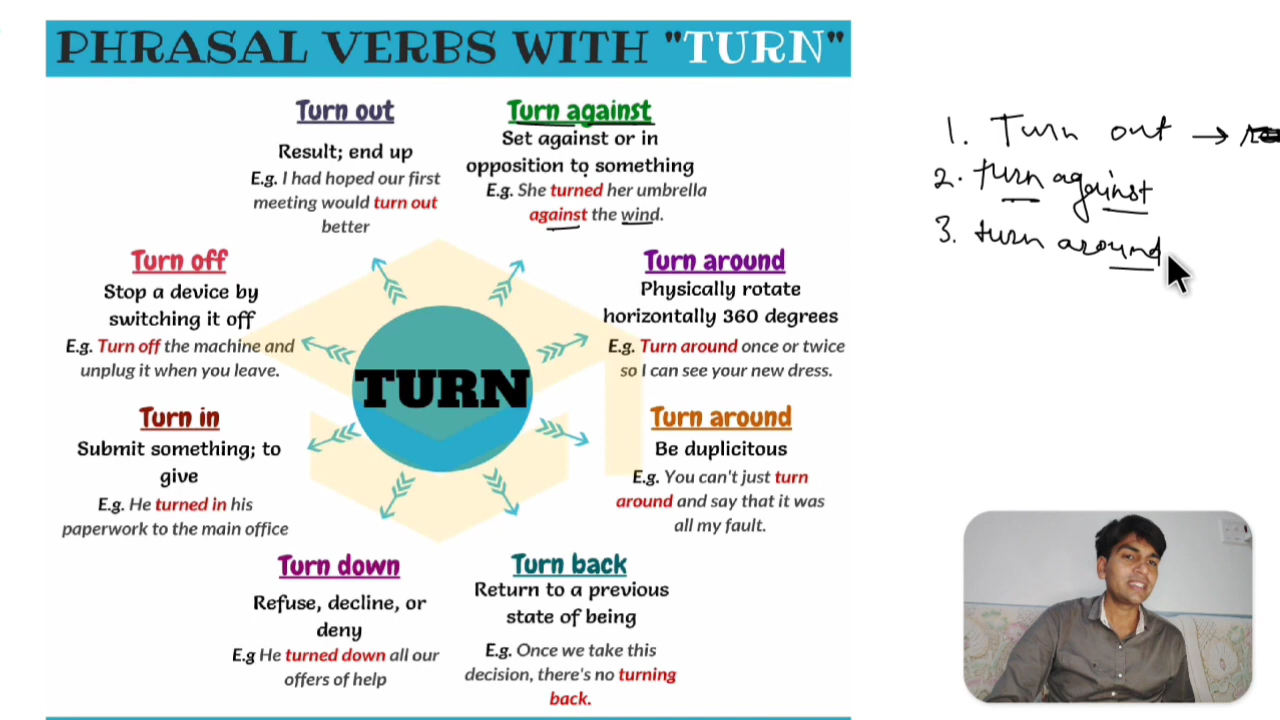 PHRASAL VERBS WITH "TURN"
Turn out
Result; end up
E.g. I had hoped our first
meeting would turn out
better
Turn against
Set against or in
opposition to something
E.g. She turned her umbrella
against the wind.
Turn off
Stop a device by
switching it off
E.g. Turn off the machine and
unplug it when you leave.
Turn around
Physically rotate
horizontally 360 degrees
E.g. Turn around once or twice
so I can see your new dress.
TURN
Turn in
Submit something; to
give
E.g. He turned in his
paperwork to the main office
Turn around
Be duplicitous
E.g. You can't just turn
around and say that it was
all my fault.
Turn down
Refuse, decline, or
deny
E.g He turned down all our
offers of help
Turn back
Return to a previous
state of being
E.g. Once we take this
decision, there's no turning
back.
1. Turn out →
2. turn against
3. turn around